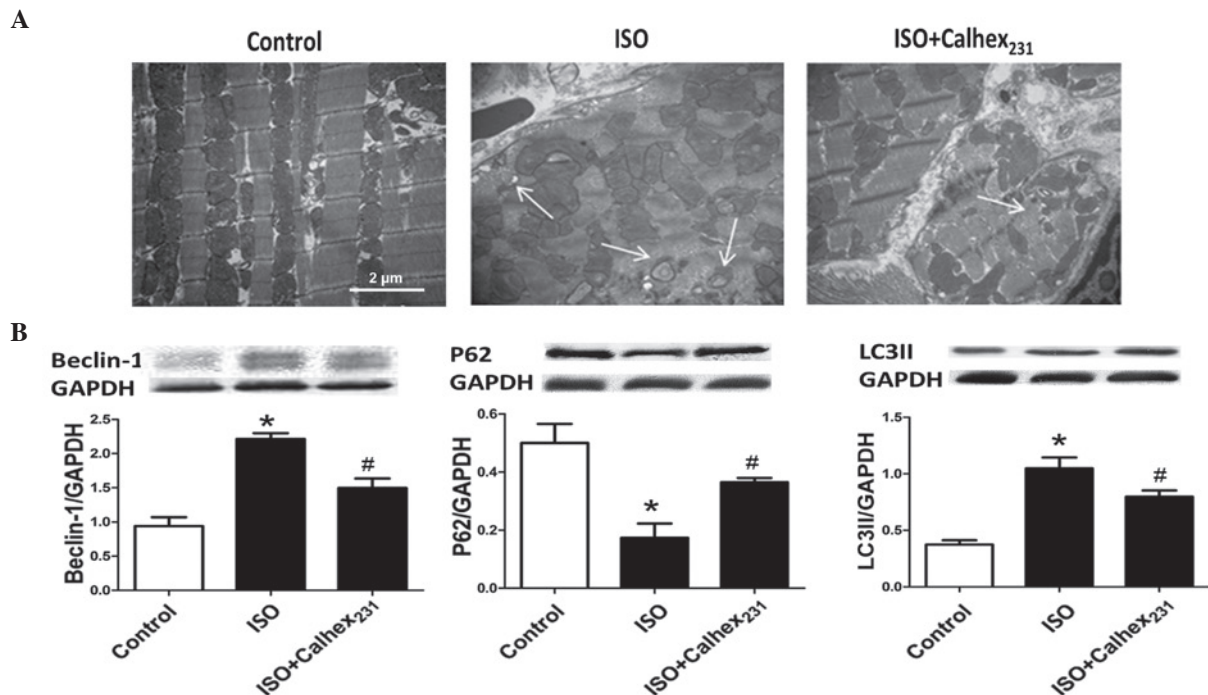 A
Control
ISO
ISO+Calhex231
2 μm
B
Beclin-1
GAPDH
Beclin-1/GAPDH
2.5
2.0
1.5
1.0
0.5
0.0
*
#
Control
ISO
ISO+Calhex231
P62
GAPDH
P62/GAPDH
0.6
0.4
0.2
0.0
*
#
Control
ISO
ISO+Calhex231
LC3II
GAPDH
LC3II/GAPDH
1.5
1.0
0.5
0.0
*
#
Control
ISO
ISO+Calhex231